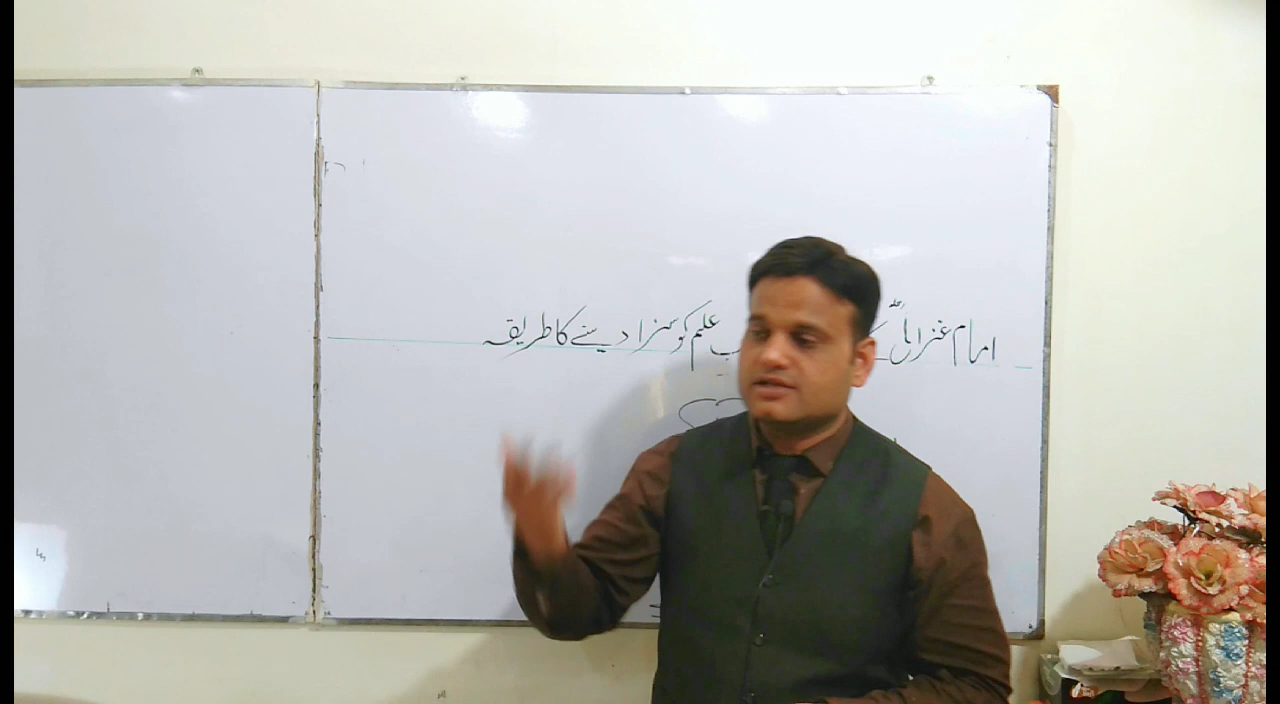 امام غزالیؒ علم کو سزا دینے کا طریقہ